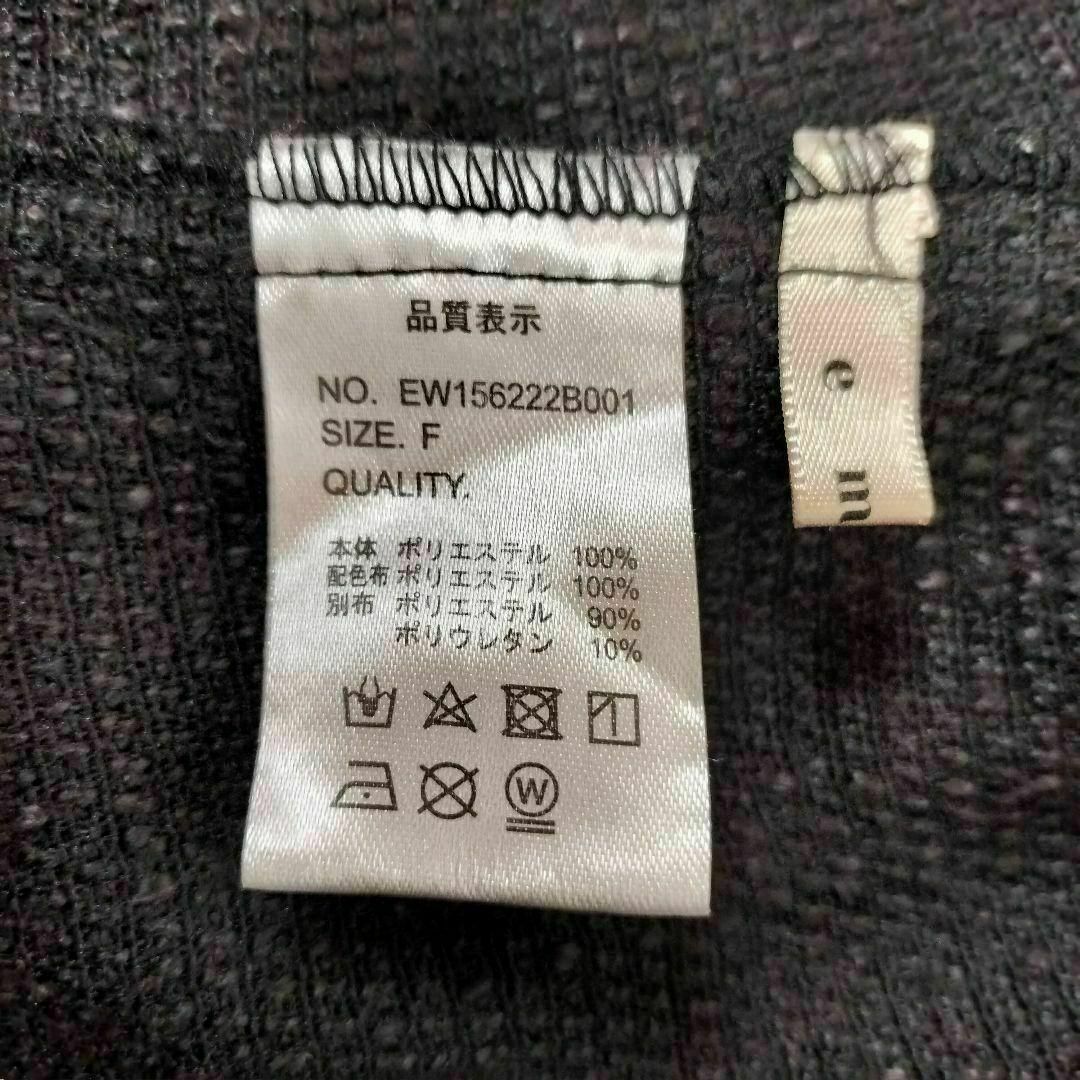 品質表示
NO. EW156222B001
SIZE. F
QUALITY.
本体 ポリエステル 100%
配色布 ポリエステル 100%
別布 ポリエステル 90%
ポリウレタン 10%
W
e m